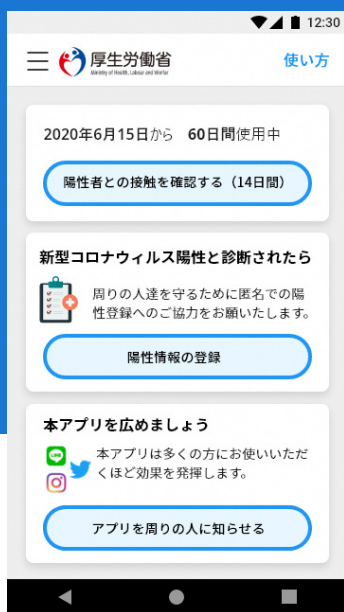 12:30
厚生労働省
Ministry of Health, Labour and Welfare
使い方
2020年6月15日から 60日間使用中
陽性者との接触を確認する（14日間）
新型コロナウィルス陽性と診断されたら
周りの人達を守るために匿名での陽
性登録へのご協力をお願いいたします。
陽性情報の登録
本アプリを広めましょう
LINE
本アプリは多くの方にお使いいただ
くほど効果を発揮します。
アプリを周りの人に知らせる